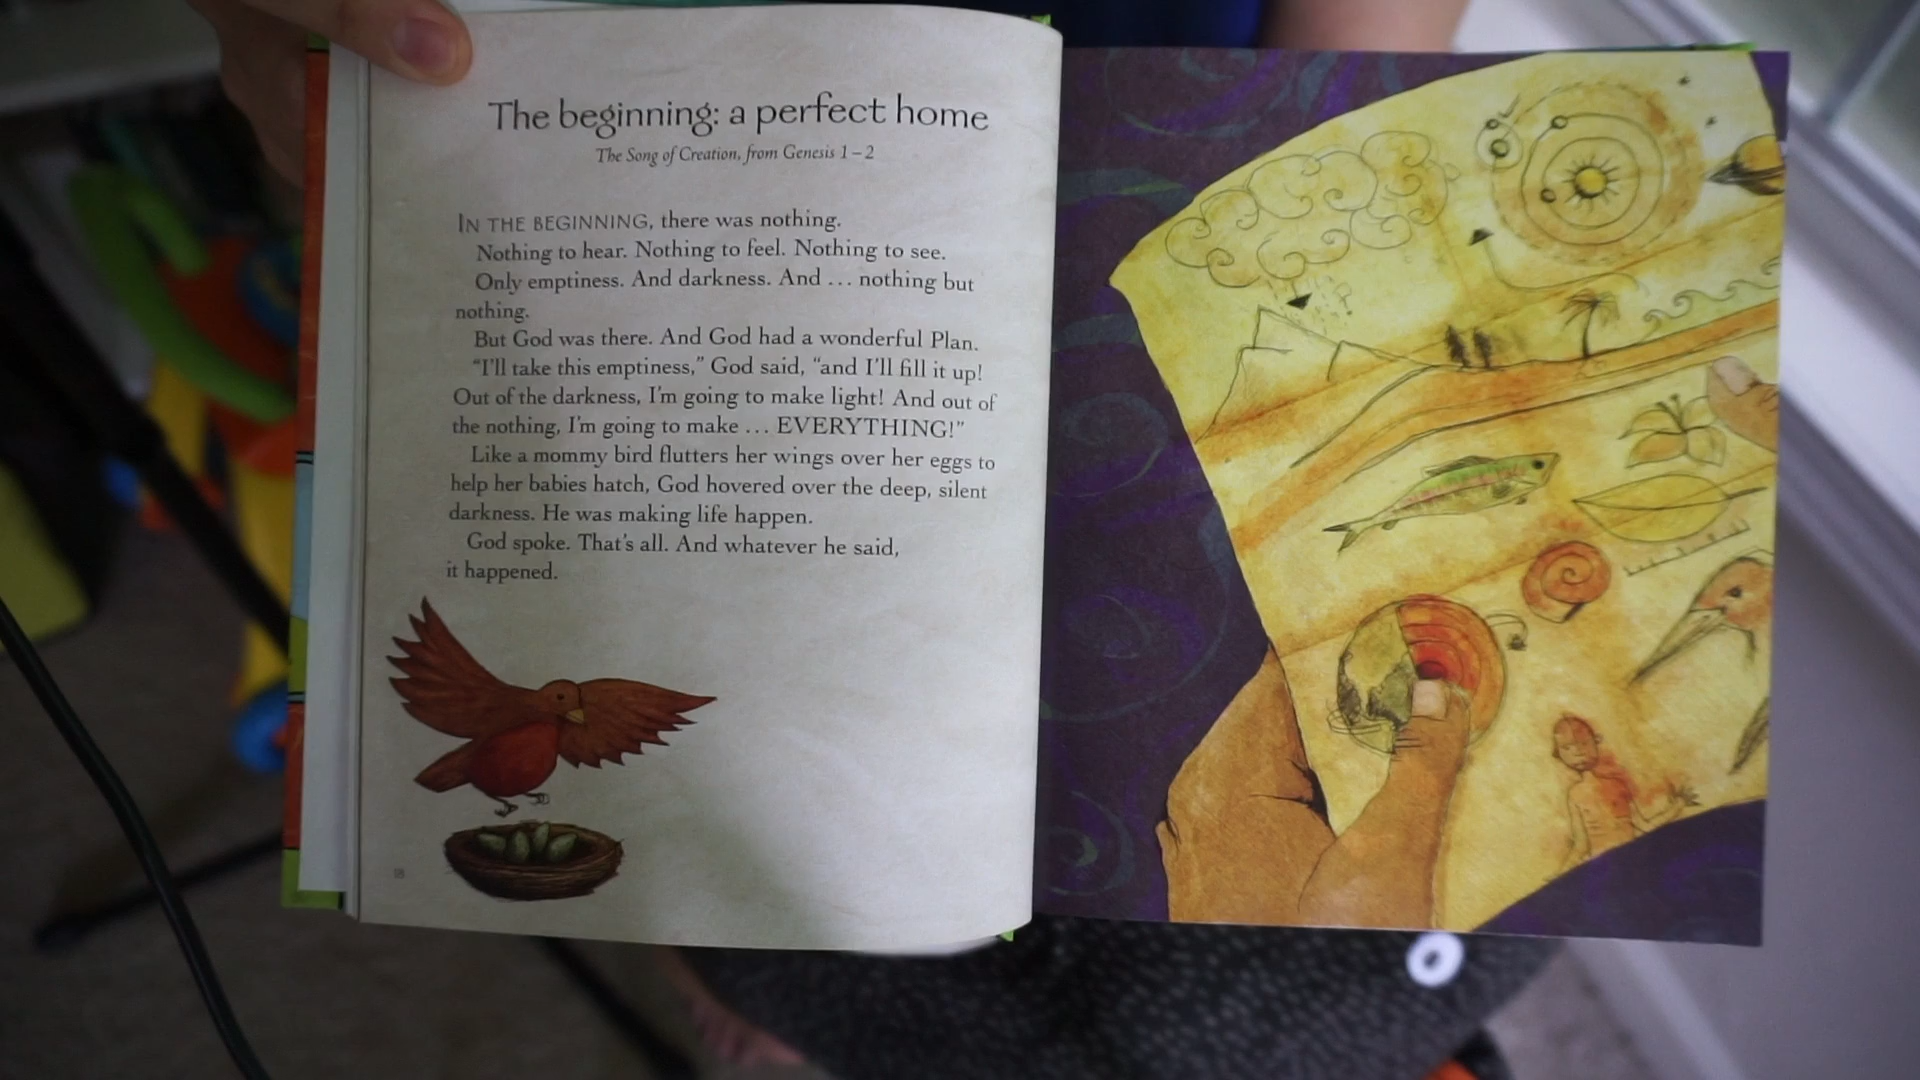 The beginning: a perfect home
The Song of Creation, from Genesis 1 – 2
IN THE BEGINNING, there was nothing.
Nothing to hear. Nothing to feel. Nothing to see.
Only emptiness. And darkness. And ... nothing but
nothing.
But God was there. And God had a wonderful Plan.
“I'll take this emptiness,” God said, “and I'll fill it up!
Out of the darkness, I'm going to make light! And out of
the nothing, I'm going to make ... EVERYTHING!”
Like a mommy bird flutters her wings over her eggs to
help her babies hatch, God hovered over the deep, silent
darkness. He was making life happen.
God spoke. That's all. And whatever he said,
it happened.